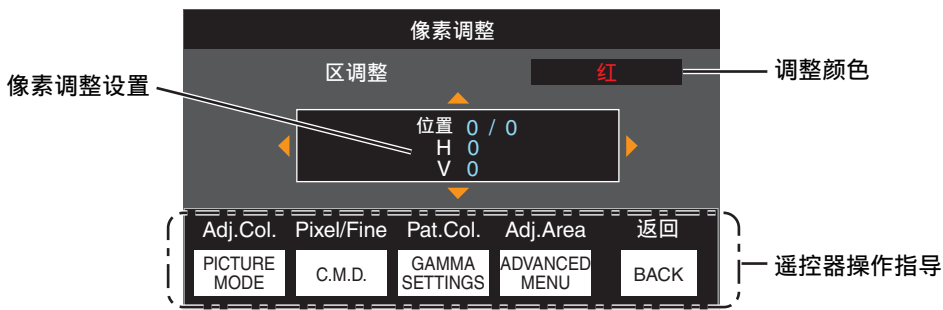 像素调整
区调整 红
调整颜色
像素调整设置
位置 0 / 0
H 0
V 0
Adj.Col. Pixel/Fine Pat.Col. Adj.Area 返回
PICTURE MODE C.M.D. GAMMA SETTINGS ADVANCED MENU BACK
遥控器操作指导